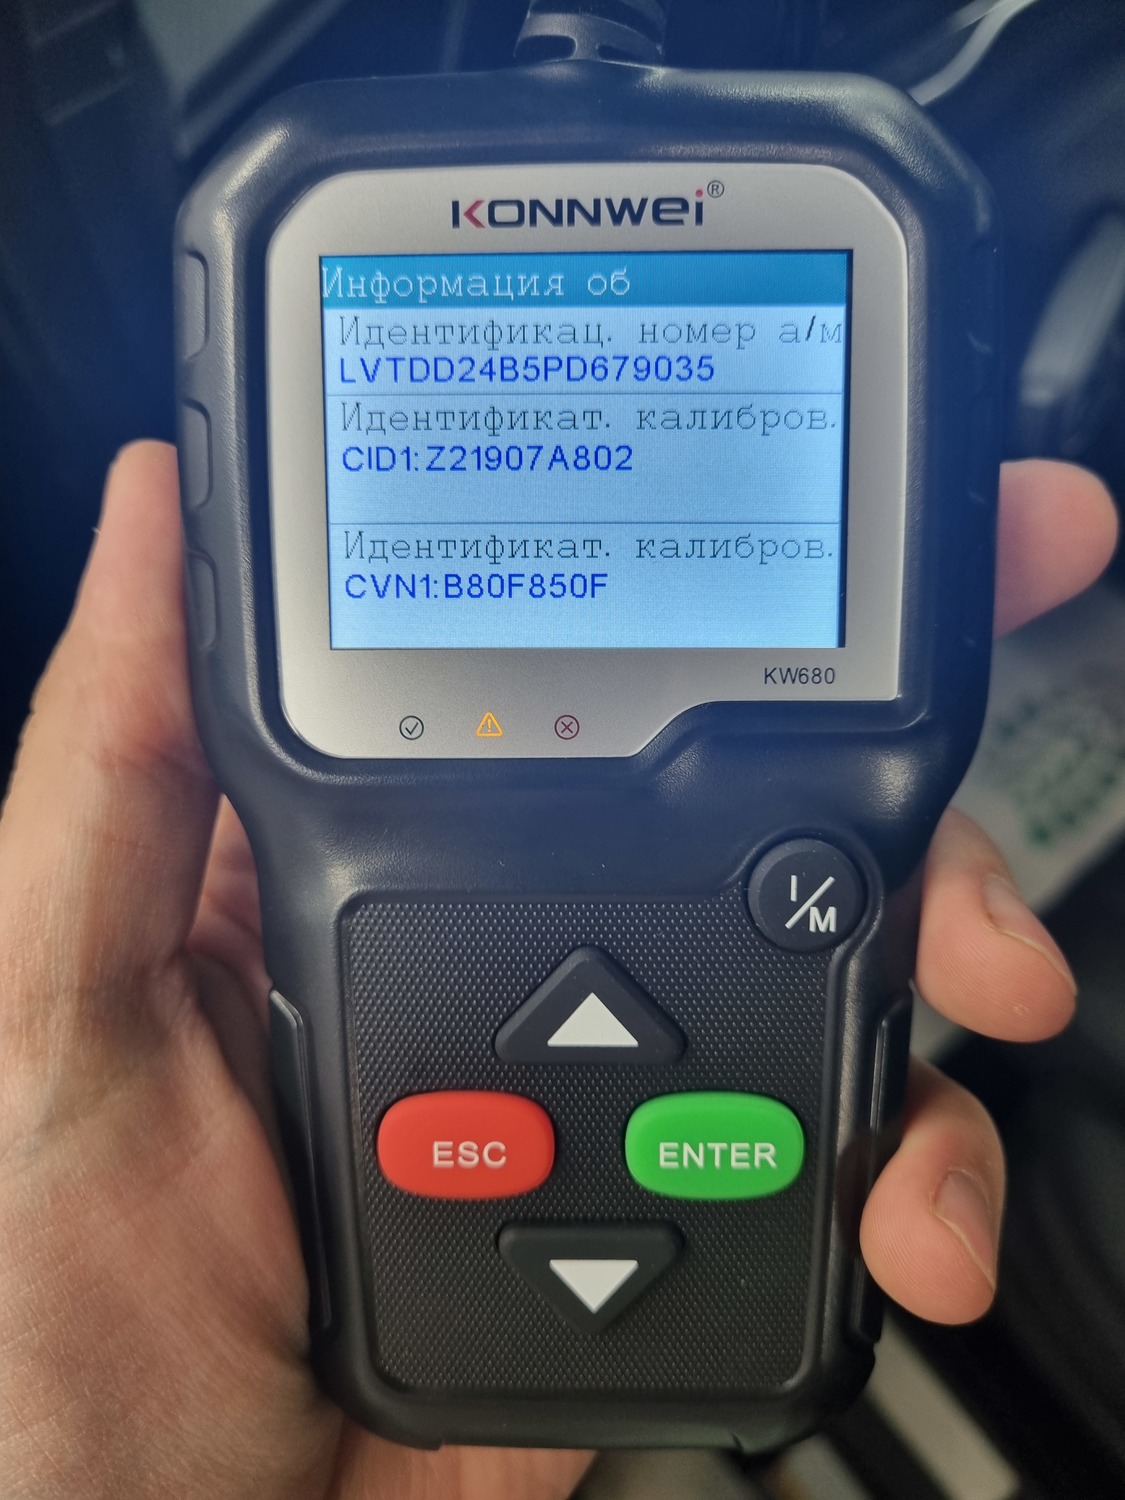 KONNWEI®
Информация об
Идентификац. номер а/м
LVTDD24B5PD679035
Идентификат. калибров.
CID1:Z21907A802
Идентификат. калибров.
CVN1:B80F850F
KW680
I/M
ESC
ENTER